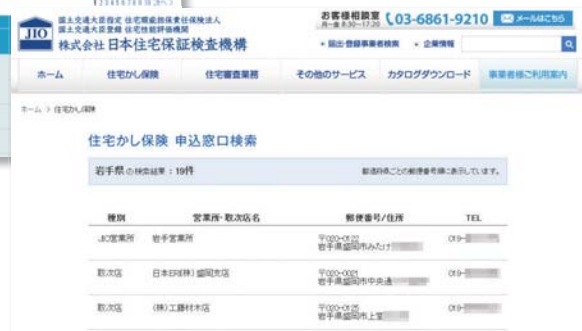 JIO
国土交通大臣指定 住宅瑕疵担保責任保険法人
国土交通大臣登録 住宅性能評価機関
株式会社日本住宅保証検査機構
お客様相談室
月~金 8:30~17:20
03-6861-9210
メールはこちら
届出・登録事業者検索
企業情報
ホーム
住宅かし保険
住宅審査業務
その他のサービス
カタログダウンロード
事業者様ご利用案内
ホーム > 住宅かし保険
住宅かし保険 申込窓口検索
岩手県の検索結果:19件
都道府県ごとの郵便番号順に表示しています。
種別 営業所・取次店名 郵便番号/住所 TEL
JIO営業所 岩手営業所 〒020-0122 019-
岩手県盛岡市みたけ
取次店 日本ERI(株) 盛岡支店 〒020-0021 019-
岩手県盛岡市中央通
取次店 (株)工藤材木店 〒020-0125 019-
岩手県盛岡市上堂